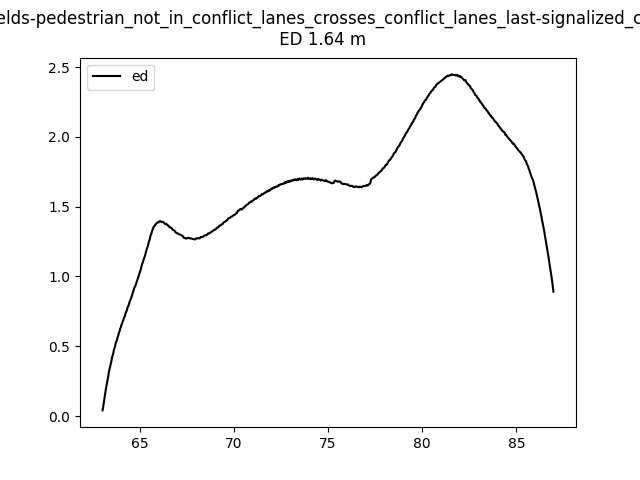 elds-pedestrian_not_in_conflict_lanes_crosses_conflict_lanes_last-signalized_c
ED 1.64 m
ed
2.5
2.0
1.5
1.0
0.5
0.0
65 70 75 80 85